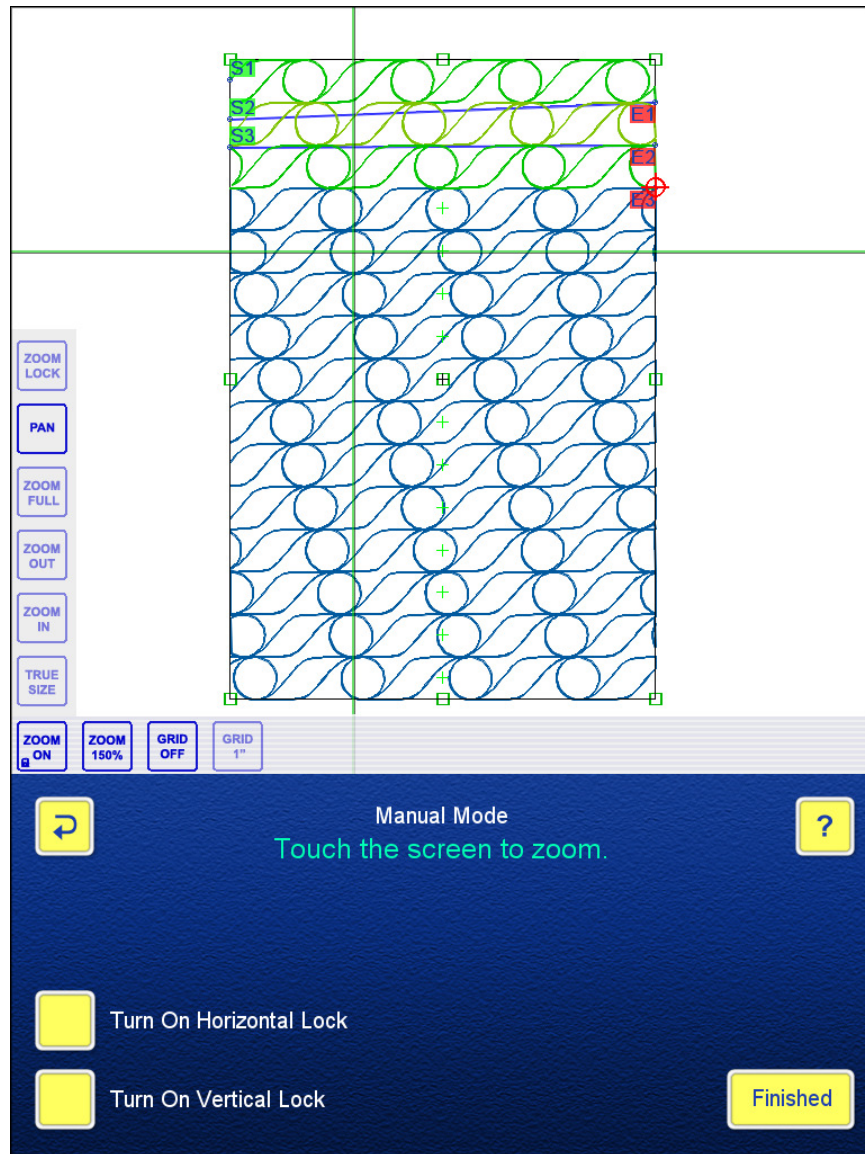 S1
S2
E1
S3
E2
E3
ZOOM
LOCK
PAN
ZOOM
FULL
ZOOM
OUT
ZOOM
IN
TRUE
SIZE
ZOOM
ON
ZOOM
150%
GRID
OFF
GRID
1"
Manual Mode
?
Touch the screen to zoom.
Turn On Horizontal Lock
Turn On Vertical Lock
Finished